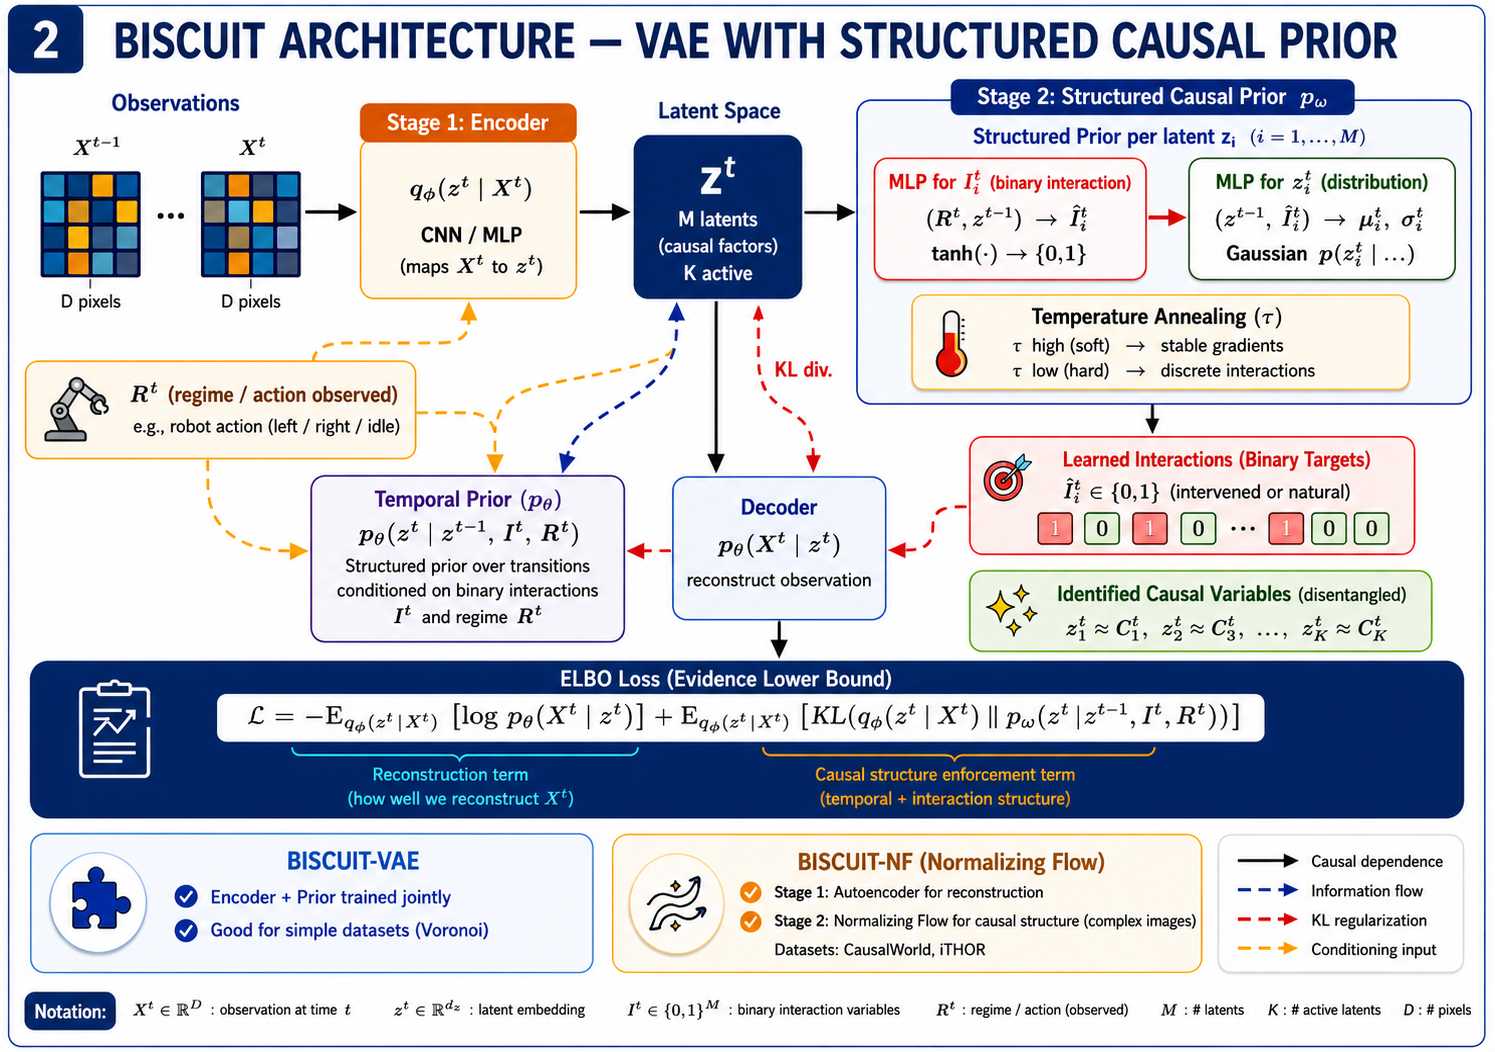 2
BISCUIT ARCHITECTURE — VAE WITH STRUCTURED CAUSAL PRIOR
Observations
X^{t−1}
X^t
...
D pixels
D pixels
Stage 1: Encoder
q_ϕ(z^t | X^t)
CNN / MLP
(maps X^t to z^t)
Latent Space
z^t
M latents
(causal factors)
K active
Stage 2: Structured Causal Prior p_ω
Structured Prior per latent z_i (i = 1, . . . , M)
MLP for I_i^t (binary interaction)
(R^t, z^{t−1}) → Î_i^t
tanh(·) → {0,1}
MLP for z_i^t (distribution)
(z^{t−1}, Î_i^t) → μ_i^t, σ_i^t
Gaussian p(z_i^t | ...)
Temperature Annealing (τ)
τ high (soft) → stable gradients
τ low (hard) → discrete interactions
R^t (regime / action observed)
e.g., robot action (left / right / idle)
KL div.
Temporal Prior (p_θ)
p_θ(z^t | z^{t−1}, I^t, R^t)
Structured prior over transitions
conditioned on binary interactions
I^t and regime R^t
Decoder
p_θ(X^t | z^t)
reconstruct observation
Learned Interactions (Binary Targets)
Î_i^t ∈ {0,1} (intervened or natural)
1 0 1 0 ... 1 0 0
Identified Causal Variables (disentangled)
z_1^t ≈ C_1^t, z_2^t ≈ C_3^t, ..., z_K^t ≈ C_K^t
ELBO Loss (Evidence Lower Bound)
ℒ = −E_{q_ϕ(z^t|X^t)} [log p_θ(X^t | z^t)] + E_{q_ϕ(z^t|X^t)} [KL(q_ϕ(z^t | X^t) ∥ p_ω(z^t |z^{t−1}, I^t, R^t))]
Reconstruction term
(how well we reconstruct X^t)
Causal structure enforcement term
(temporal + interaction structure)
BISCUIT-VAE
Encoder + Prior trained jointly
Good for simple datasets (Voronoi)
BISCUIT-NF (Normalizing Flow)
Stage 1: Autoencoder for reconstruction
Stage 2: Normalizing Flow for causal structure (complex images)
Datasets: CausalWorld, iTHOR
Causal dependence
Information flow
KL regularization
Conditioning input
Notation:
X^t ∈ ℝ^D : observation at time t
z^t ∈ ℝ^{d_z} : latent embedding
I^t ∈ {0,1}^M : binary interaction variables
R^t : regime / action (observed)
M : # latents
K : # active latents
D : # pixels